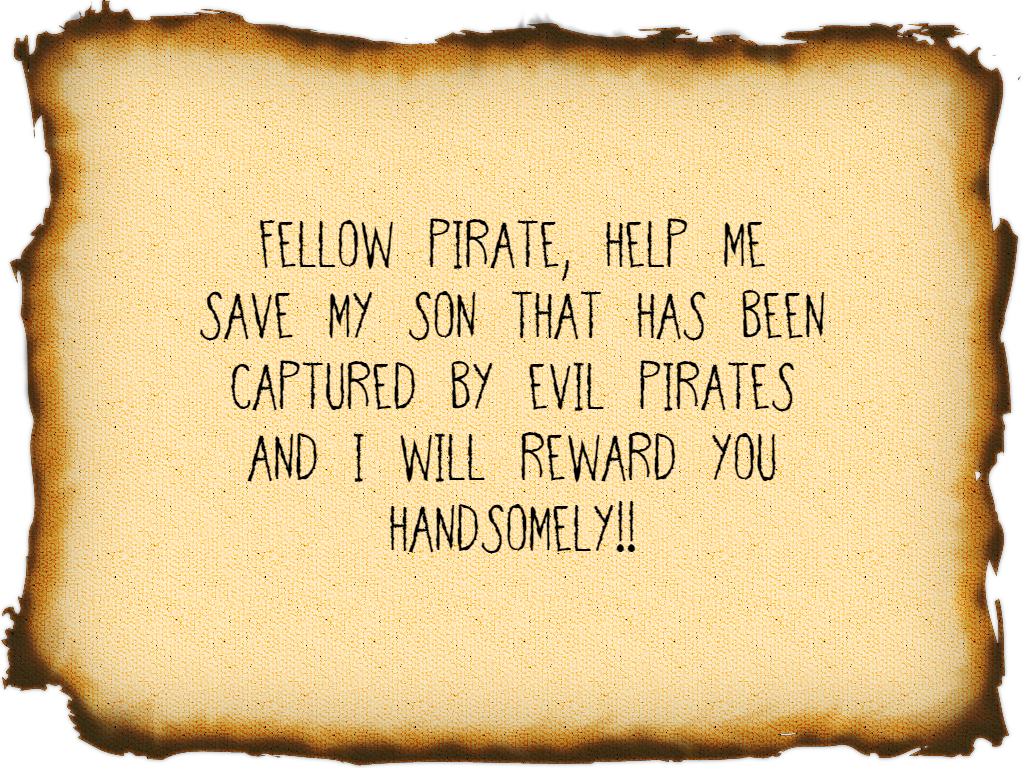 FELLOW PIRATE, HELP ME
SAVE MY SON THAT HAS BEEN
CAPTURED BY EVIL PIRATES
AND I WILL REWARD YOU
HANDSOMELY!!